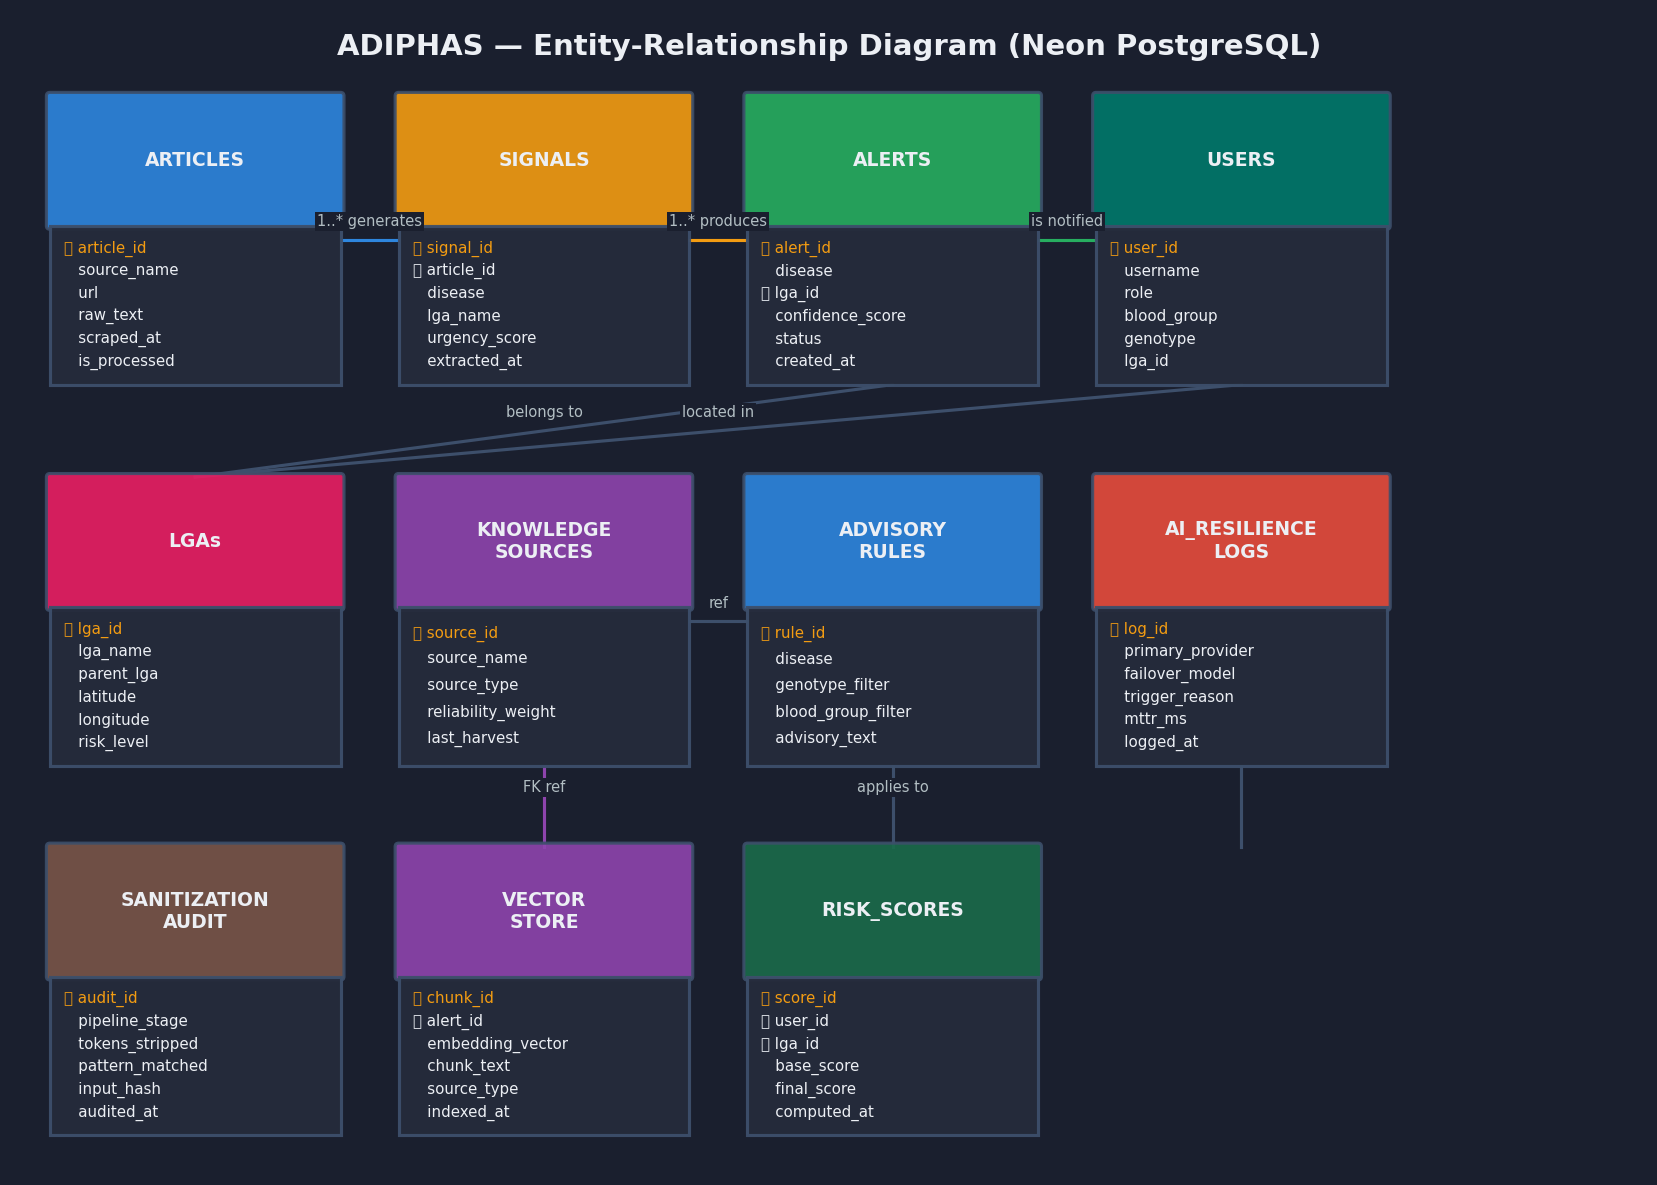 ADIPHAS — Entity-Relationship Diagram (Neon PostgreSQL)
ARTICLES
article_id
source_name
url
raw_text
scraped_at
is_processed
1..* generates
SIGNALS
signal_id
article_id
disease
lga_name
urgency_score
extracted_at
1..* produces
ALERTS
alert_id
disease
lga_id
confidence_score
status
created_at
is notified
USERS
user_id
username
role
blood_group
genotype
lga_id
belongs to
located in
LGAs
lga_id
lga_name
parent_lga
latitude
longitude
risk_level
KNOWLEDGE
SOURCES
source_id
source_name
source_type
reliability_weight
last_harvest
ref
ADVISORY
RULES
rule_id
disease
genotype_filter
blood_group_filter
advisory_text
AI_RESILIENCE
LOGS
log_id
primary_provider
failover_model
trigger_reason
mttr_ms
logged_at
FK ref
applies to
SANITIZATION
AUDIT
audit_id
pipeline_stage
tokens_stripped
pattern_matched
input_hash
audited_at
VECTOR
STORE
chunk_id
alert_id
embedding_vector
chunk_text
source_type
indexed_at
RISK_SCORES
score_id
user_id
lga_id
base_score
final_score
computed_at